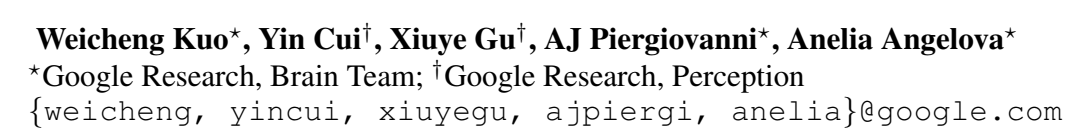 Weicheng Kuo⋆, Yin Cui†, Xiuye Gu†, AJ Piergiovanni⋆, Anelia Angelova⋆
⋆Google Research, Brain Team; †Google Research, Perception
{weicheng, yincui, xiuyegu, ajpiergi, anelia}@google.com